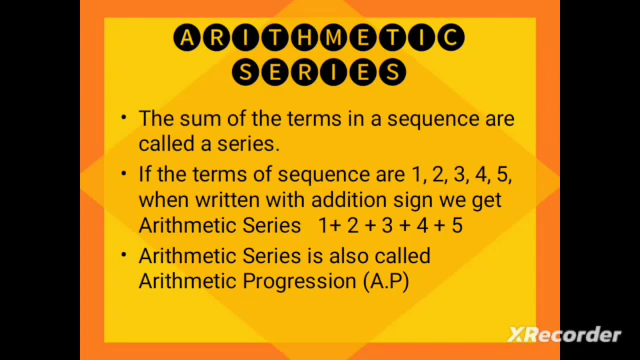 ARITHMETIC
SERIES
• The sum of the terms in a sequence are
called a series.
• If the terms of sequence are 1, 2, 3, 4, 5,
when written with addition sign we get
Arithmetic Series 1+ 2 + 3 + 4 + 5
• Arithmetic Series is also called
Arithmetic Progression (A.P)
XRecorder